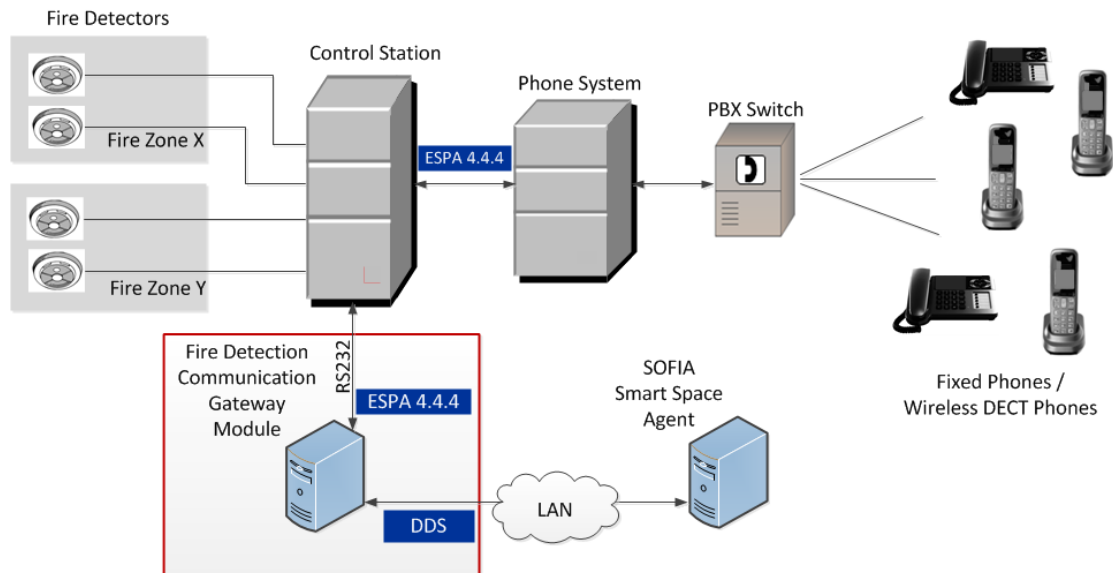 Fire Detectors
Fire Zone X
Fire Zone Y
Control Station
ESPA 4.4.4
Phone System
PBX Switch
Fixed Phones /
Wireless DECT Phones
Fire Detection
Communication
Gateway
Module
RS232
ESPA 4.4.4
DDS
LAN
SOFIA
Smart Space
Agent